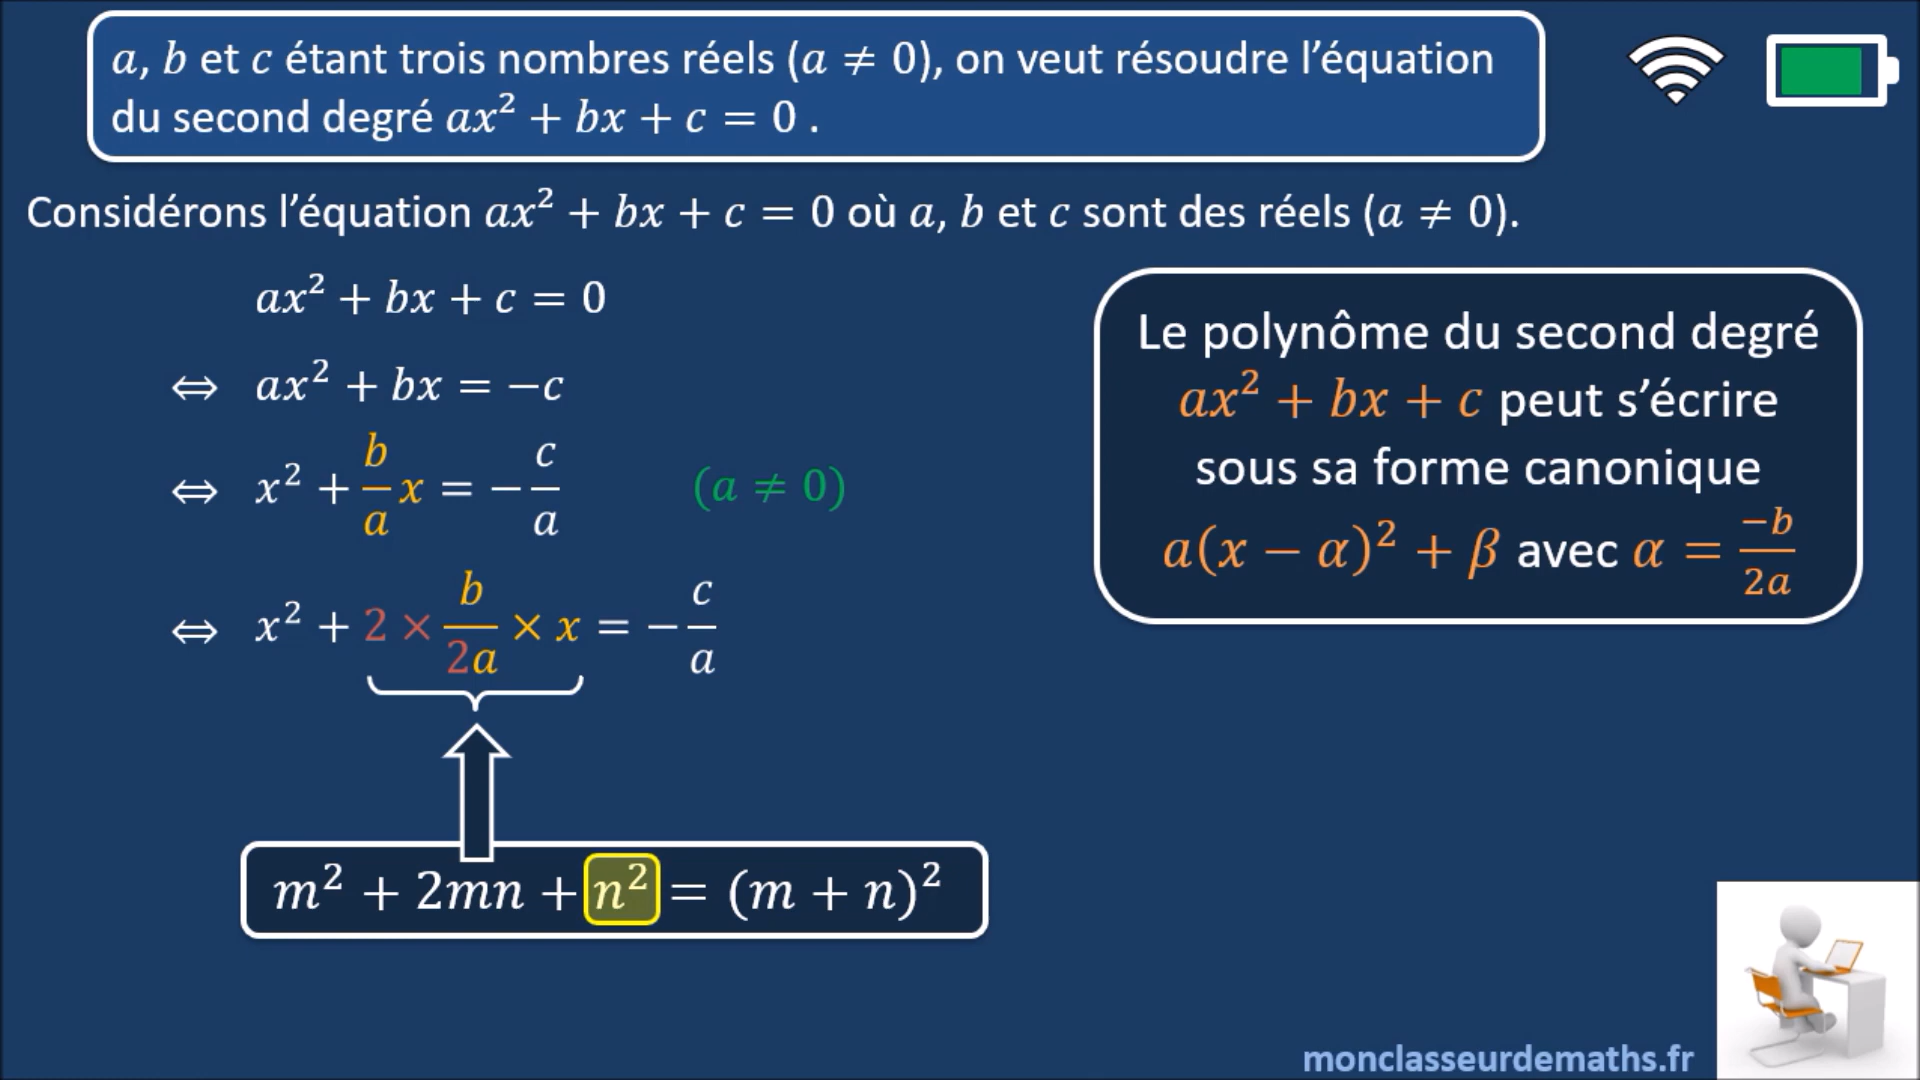 a, b et c étant trois nombres réels (a ≠ 0), on veut résoudre l’équation
du second degré ax² + bx + c = 0 .
Considérons l’équation ax² + bx + c = 0 où a, b et c sont des réels (a ≠ 0).
ax² + bx + c = 0
⇔ ax² + bx = −c
⇔ x² + b/a x = − c/a (a ≠ 0)
⇔ x² + 2 × b/2a × x = − c/a
m² + 2mn + n² = (m + n)²
Le polynôme du second degré
ax² + bx + c peut s’écrire
sous sa forme canonique
a(x − α)² + β avec α = −b/2a
monclasseurdemaths.fr